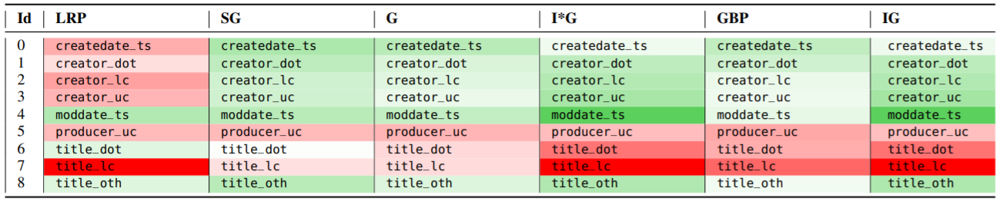 Id LRP SG G I*G GBP IG
0 createdate_ts createdate_ts createdate_ts createdate_ts createdate_ts createdate_ts
1 creator_dot creator_dot creator_dot creator_dot creator_dot creator_dot
2 creator_lc creator_lc creator_lc creator_lc creator_lc creator_lc
3 creator_uc creator_uc creator_uc creator_uc creator_uc creator_uc
4 moddate_ts moddate_ts moddate_ts moddate_ts moddate_ts moddate_ts
5 producer_uc producer_uc producer_uc producer_uc producer_uc producer_uc
6 title_dot title_dot title_dot title_dot title_dot title_dot
7 title_lc title_lc title_lc title_lc title_lc title_lc
8 title_oth title_oth title_oth title_oth title_oth title_oth